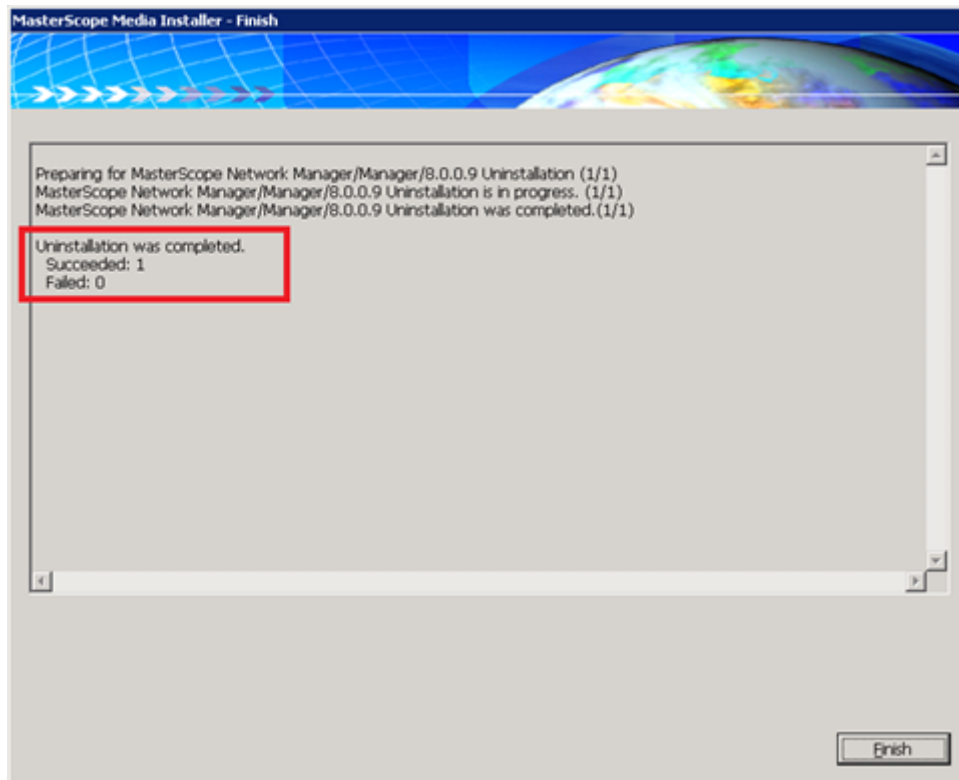 MasterScope Media Installer - Finish
Preparing for MasterScope Network Manager/Manager/8.0.0.9 Uninstallation (1/1)
MasterScope Network Manager/Manager/8.0.0.9 Uninstallation is in progress. (1/1)
MasterScope Network Manager/Manager/8.0.0.9 Uninstallation was completed.(1/1)
Uninstallation was completed.
Succeeded: 1
Failed: 0
Finish